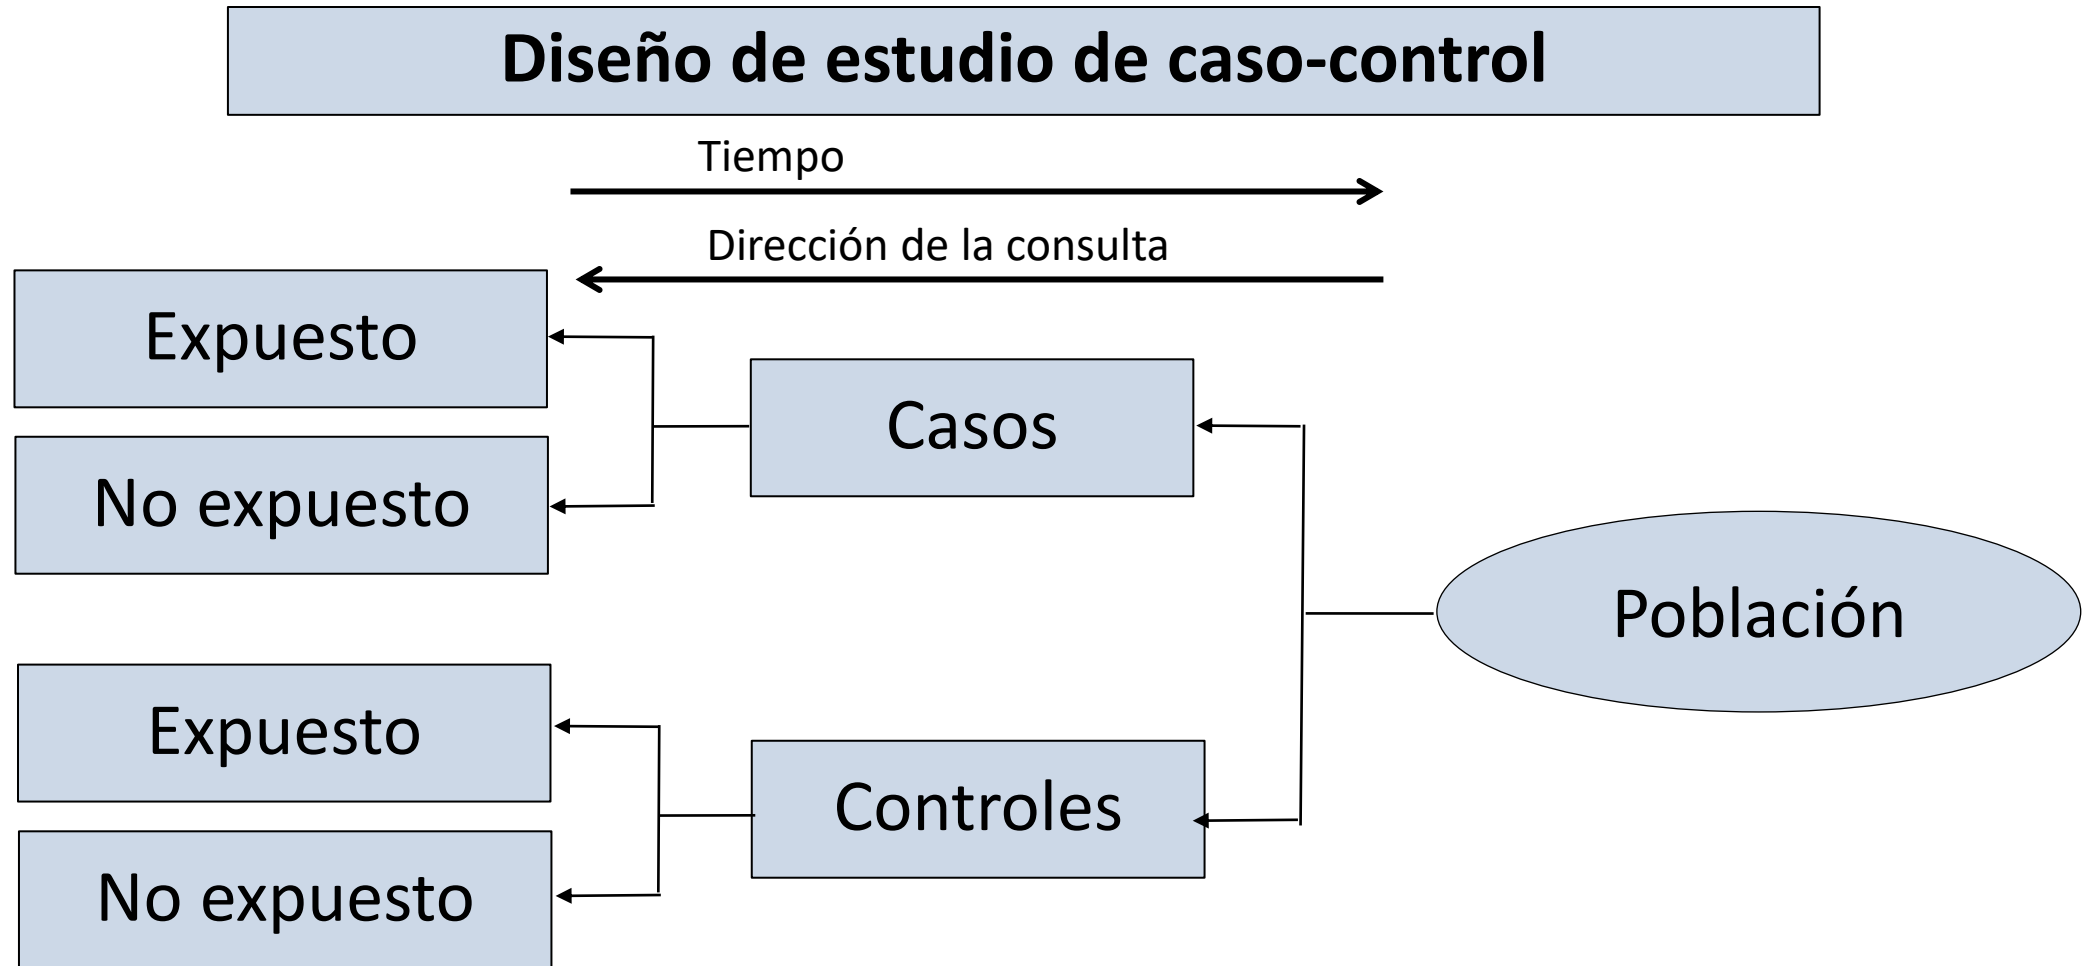 Diseño de estudio de caso-control
Tiempo
Dirección de la consulta
Expuesto
No expuesto
Casos
Población
Expuesto
No expuesto
Controles